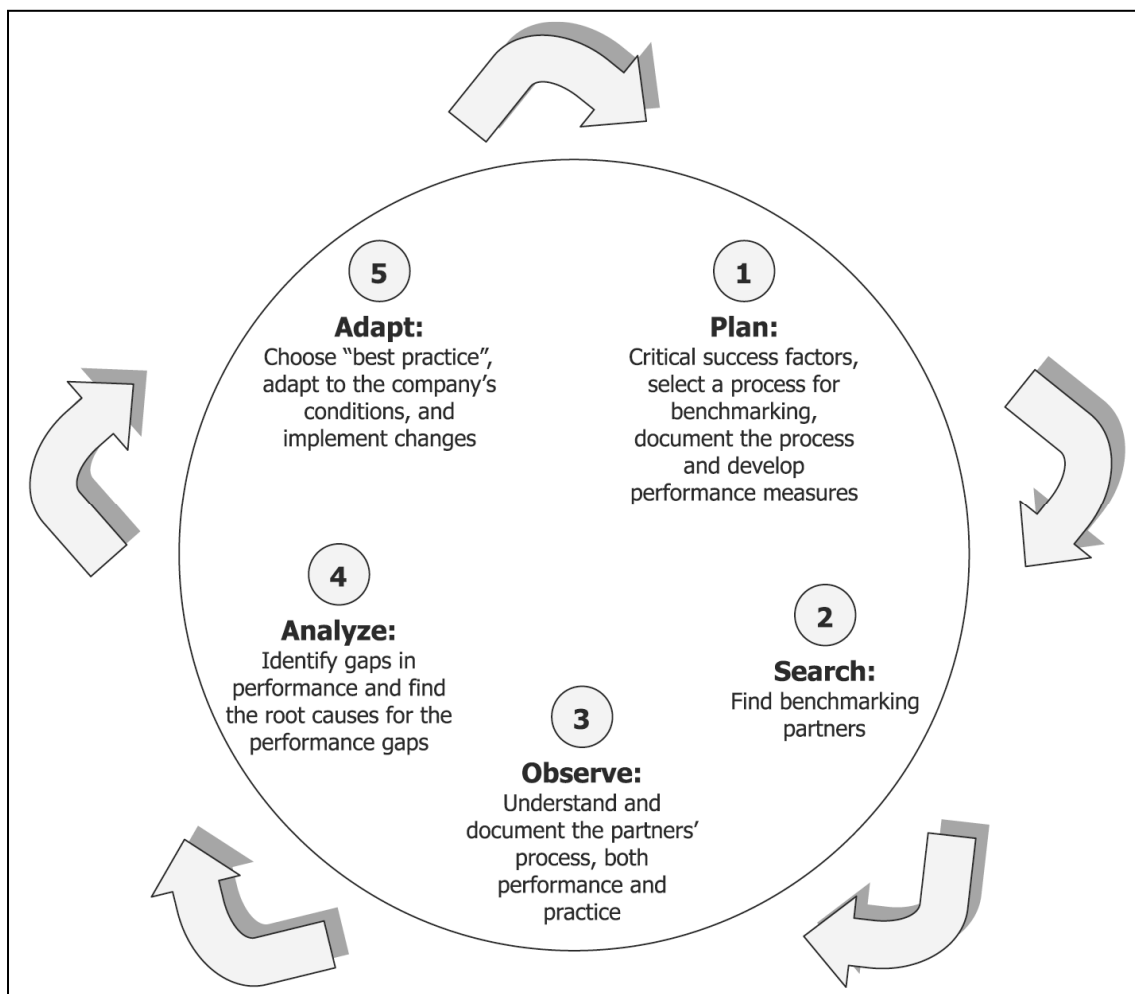 1
Plan:
Critical success factors,
select a process for
benchmarking,
document the process
and develop
performance measures
2
Search:
Find benchmarking
partners
3
Observe:
Understand and
document the partners’
process, both
performance and
practice
4
Analyze:
Identify gaps in
performance and find
the root causes for the
performance gaps
5
Adapt:
Choose “best practice”,
adapt to the company’s
conditions, and
implement changes